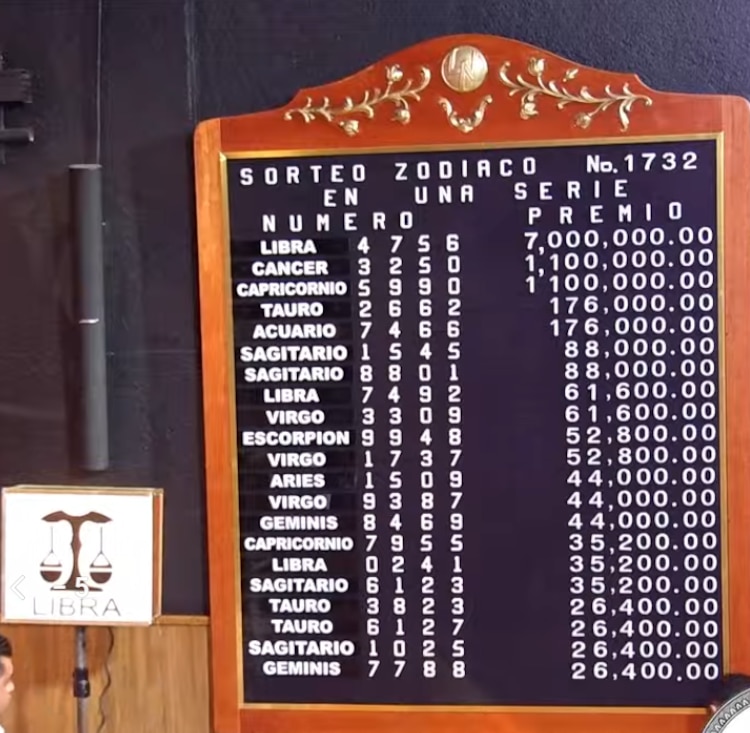 SORTEO ZODIACO No. 1732
EN UNA SERIE
NUMERO PREMIO
LIBRA 4756 7,000,000.00
CANCER 3250 1,100,000.00
CAPRICORNIO 5990 1 100,000.00
TAURO 2662 176,000.00
ACUARIO 7466 176,000.00
SAGITARIO 1545 88,000.00
SAGITARIO 8801 88,000.00
LIBRA 7492 61,600.00
VIRGO 3309 61,600.00
ESCORPION 9948 52,800.00
VIRGO 1737 52,800.00
ARIES 1509 44,000.00
VIRGO 9387 44,000.00
GEMINIS 8469 44,000.00
CAPRICORNIO 7955 35,200.00
LIBRA 0241 35,200.00
SAGITARIO 6123 35,200.00
TAURO 3823 26,400.00
TAURO 6127 26,400.00
SAGITARIO 1025 26,400.00
GEMINIS 7788 26,400.00
LIBRA